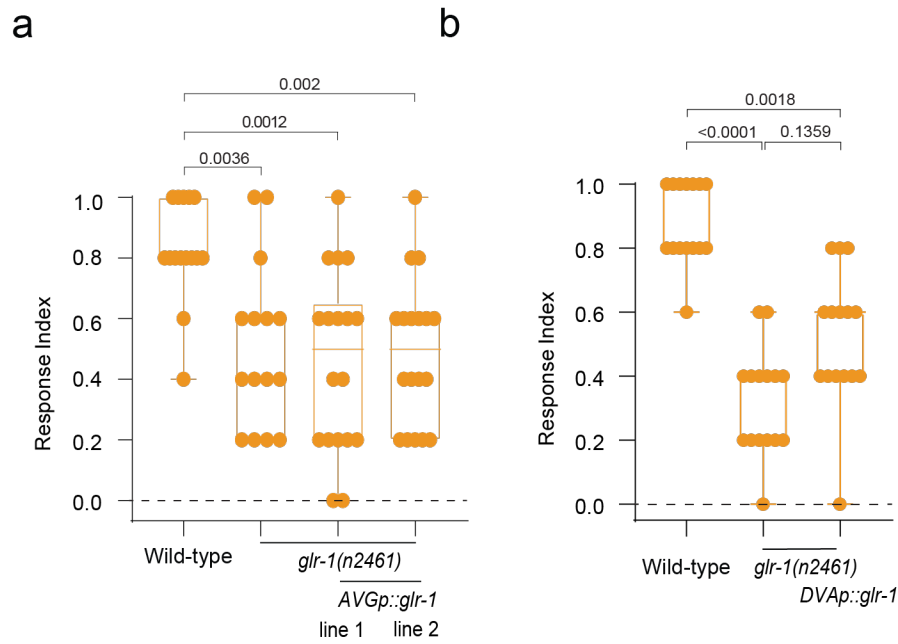 a
0.002
0.0012
0.0036
1.0
0.8
0.6
0.4
0.2
0.0
Response Index
Wild-type
glr-1(n2461)
AVGp::glr-1
line 1 line 2
b
0.0018
<0.0001 0.1359
1.0
0.8
0.6
0.4
0.2
0.0
Response Index
Wild-type glr-1(n2461)
DVAp::glr-1